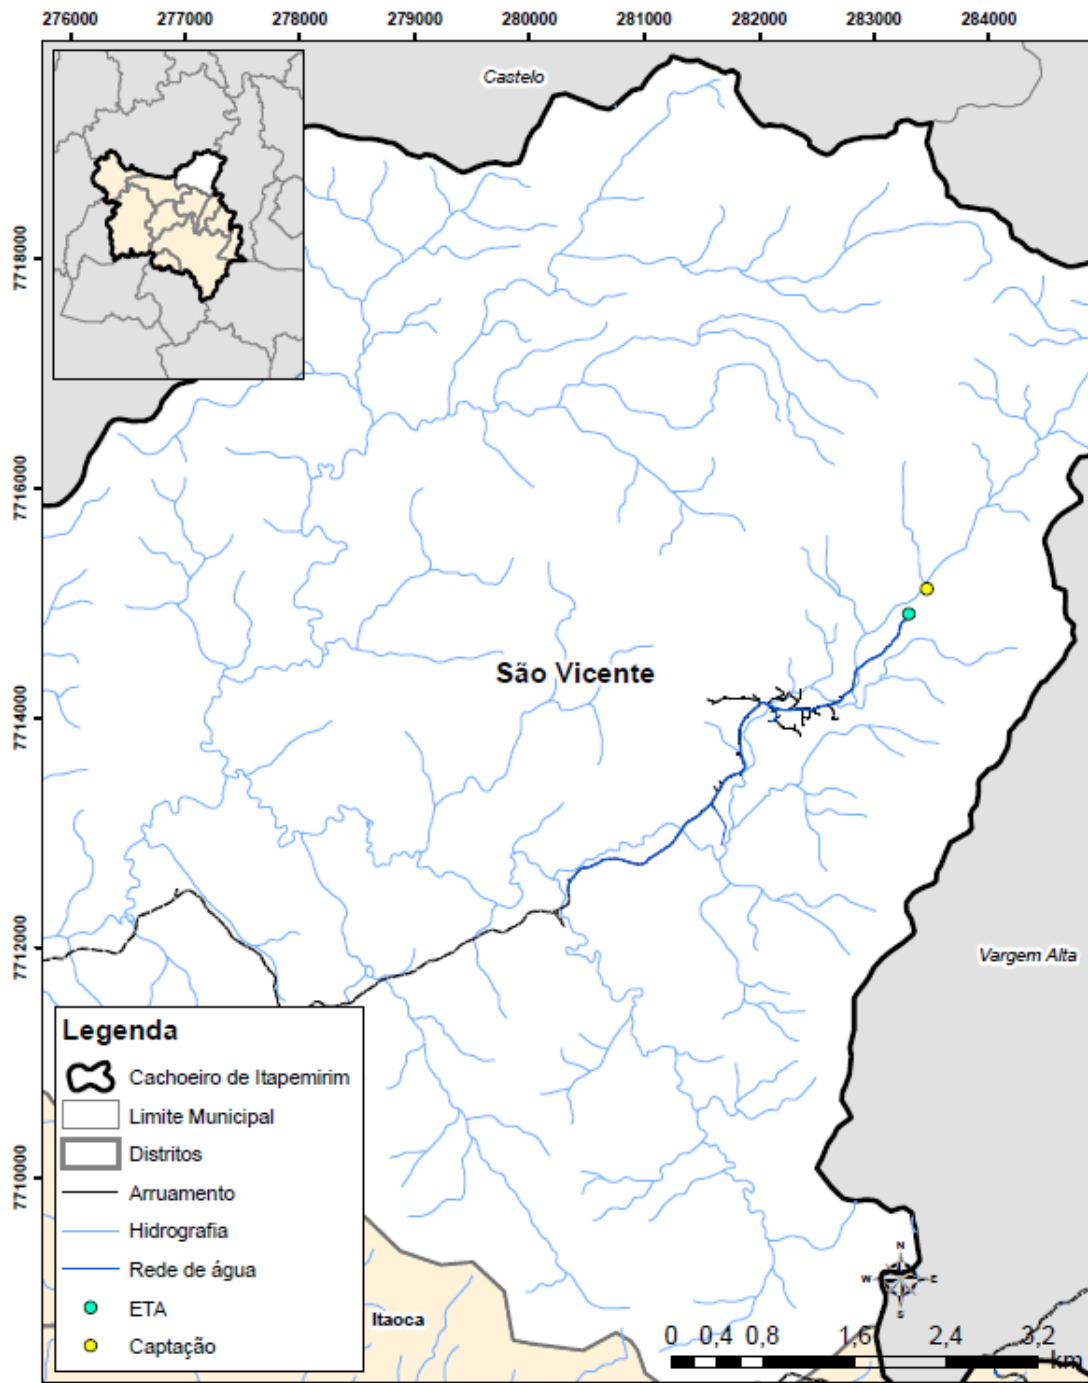 276000 277000 278000 279000 280000 281000 282000 283000 284000
Castelo
7718000
7716000
São Vicente
7714000
7712000
Vargem Alta
7710000
Legenda
Cachoeiro de Itapemirim
Limite Municipal
Distritos
Arruamento
Hidrografia
Rede de água
ETA
Captação
Itaoca
N
W E
S
0 0,4 0,8 1,6 2,4 3,2
km